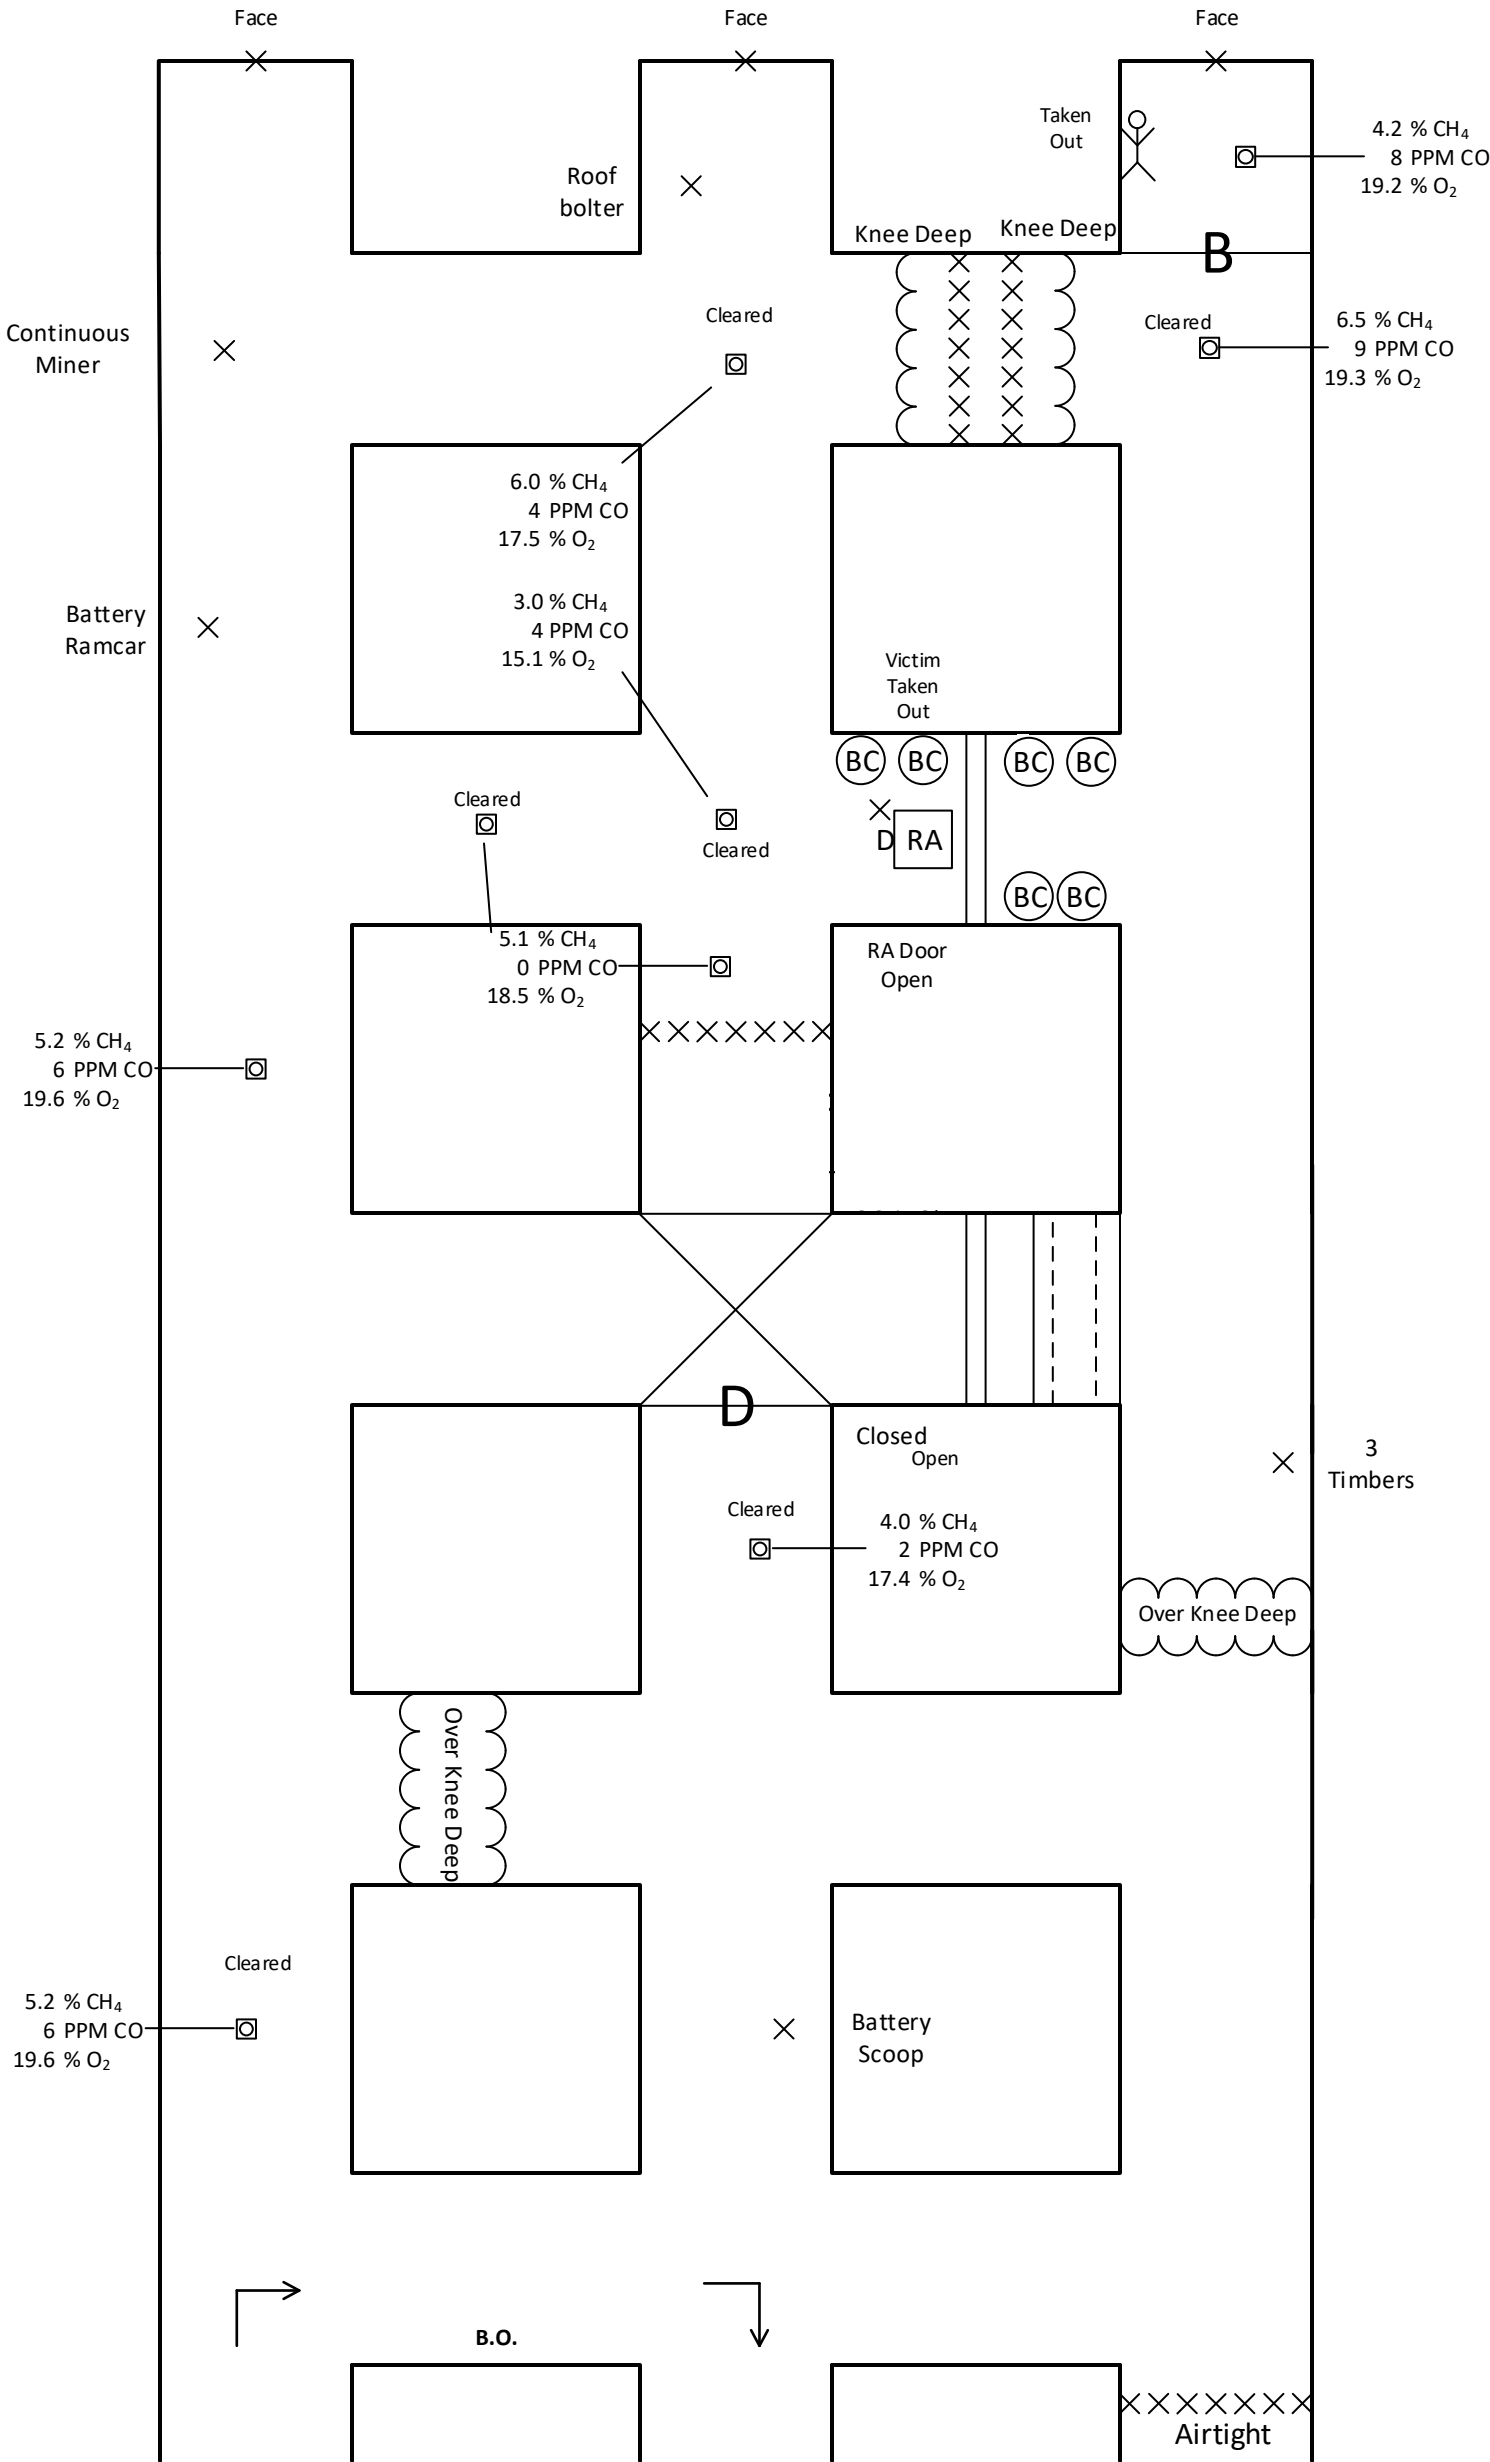 Face
Face
Face
Taken
Out
4.2 % CH₄
8 PPM CO
19.2 % O₂
Roof
bolter
Knee Deep
Knee Deep
B
Cleared
Cleared
6.5 % CH₄
9 PPM CO
19.3 % O₂
Continuous
Miner
6.0 % CH₄
4 PPM CO
17.5 % O₂
3.0 % CH₄
4 PPM CO
15.1 % O₂
Battery
Ramcar
Victim
Taken
Out
BC
BC
BC
BC
Cleared
Cleared
D
RA
BC
BC
5.1 % CH₄
0 PPM CO
18.5 % O₂
RA Door
Open
5.2 % CH₄
6 PPM CO
19.6 % O₂
D
Closed
Open
3
Timbers
Cleared
4.0 % CH₄
2 PPM CO
17.4 % O₂
Over Knee Deep
Over Knee Deep
Cleared
5.2 % CH₄
6 PPM CO
19.6 % O₂
Battery
Scoop
B.O.
Airtight